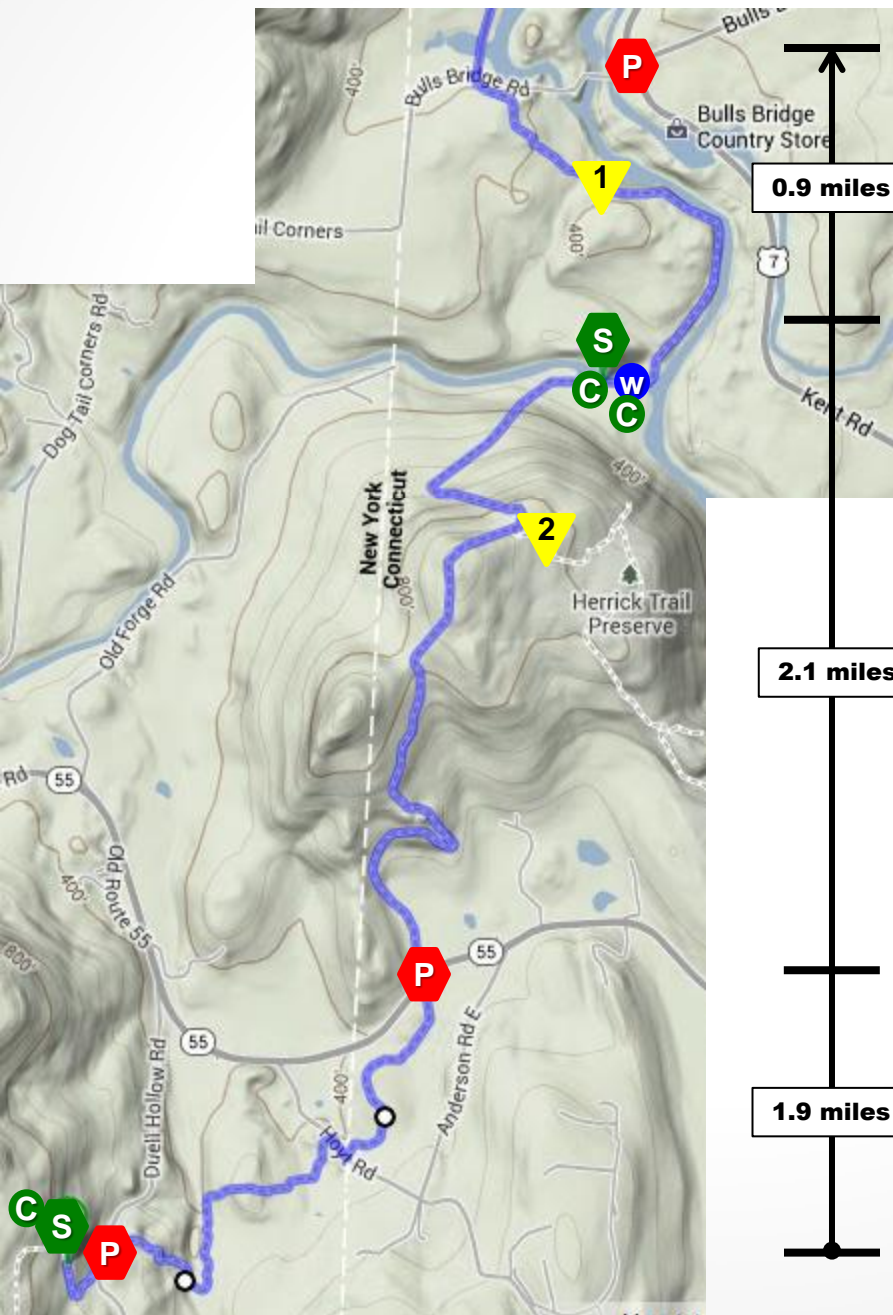 Bulls B
P
400'
Bulls Bridge Rd
Bulls Bridge
Country Store
1
0.9 miles
il Corners
400'
7
S
Dog Tail Corners Rd
C
W
C
Kent Rd
400'
New York
Connecticut
800'
2
Herrick Trail
Preserve
Old Forge Rd
2.1 miles
Rd
55
Old Route 55
400'
800'
55
P
55
Anderson Rd E
Duell Hollow Rd
400'
Hoyt Rd
1.9 miles
C
S
P